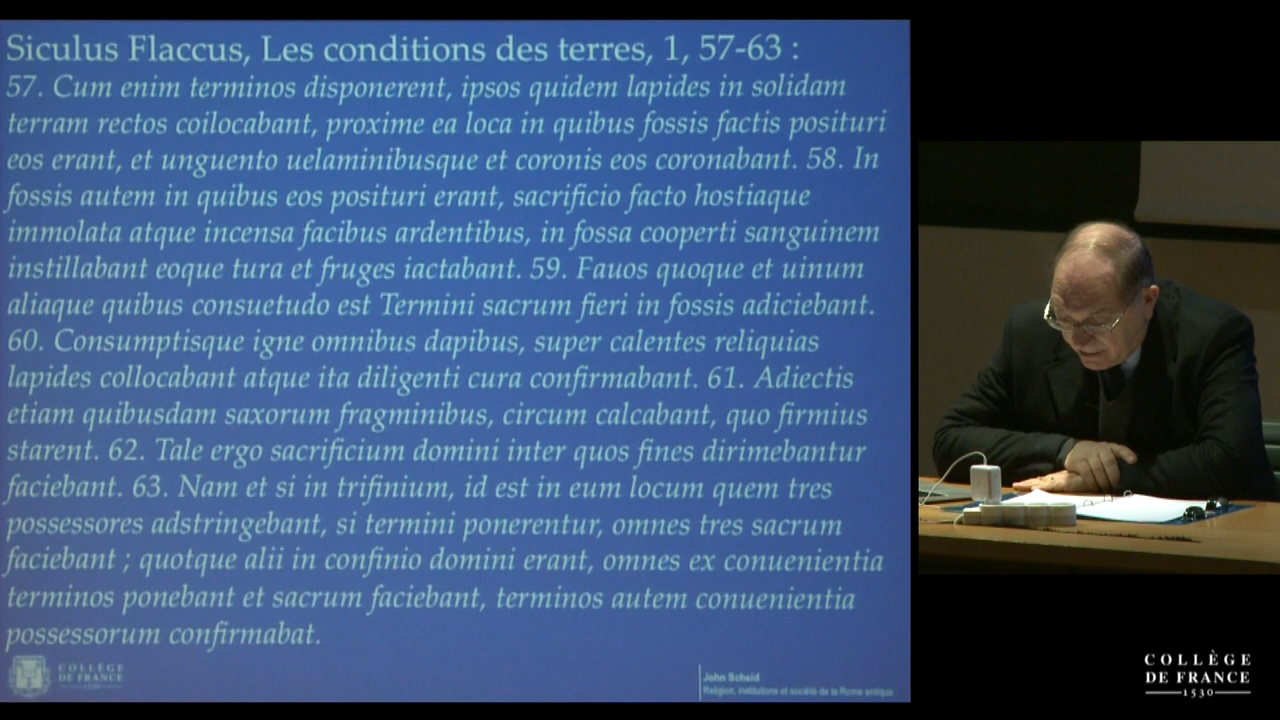 Siculus Flaccus, Les conditions des terres, 1, 57-63 :
57. Cum enim terminos disponerent, ipsos quidem lapides in solidam
terram rectos coilocabant, proxime ea loca in quibus fossis factis posituri
eos erant, et unguento uelaminibusque et coronis eos coronabant. 58. In
fossis autem in quibus eos posituri erant, sacrificio facto hostiaque
immolata atque incensa facibus ardentibus, in fossa cooperti sanguinem
instillabant eoque tura et fruges iactabant. 59. Fauos quoque et uinum
aliaque quibus consuetudo est Termini sacrum fieri in fossis adiciebant.
60. Consumptisque igne omnibus dapibus, super calentes reliquias
lapides collocabant atque ita diligenti cura confirmabant. 61. Adiectis
etiam quibusdam saxorum fragminibus, circum calcabant, quo firmius
starent. 62. Tale ergo sacrificium domini inter quos fines dirimebantur
faciebant. 63. Nam et si in trifinium, id est in eum locum quem tres
possessores adstringebant, si termini ponerentur, omnes tres sacrum
faciebant ; quotque alii in confinio domini erant, omnes ex conuenientia
terminos ponebant et sacrum faciebant, terminos autem conuenientia
possessorum confirmabat.
COLLÈGE
DE FRANCE
1530
John Scheid
Religion, institutions et société de la Rome antique
COLLÈGE
DE FRANCE
1530